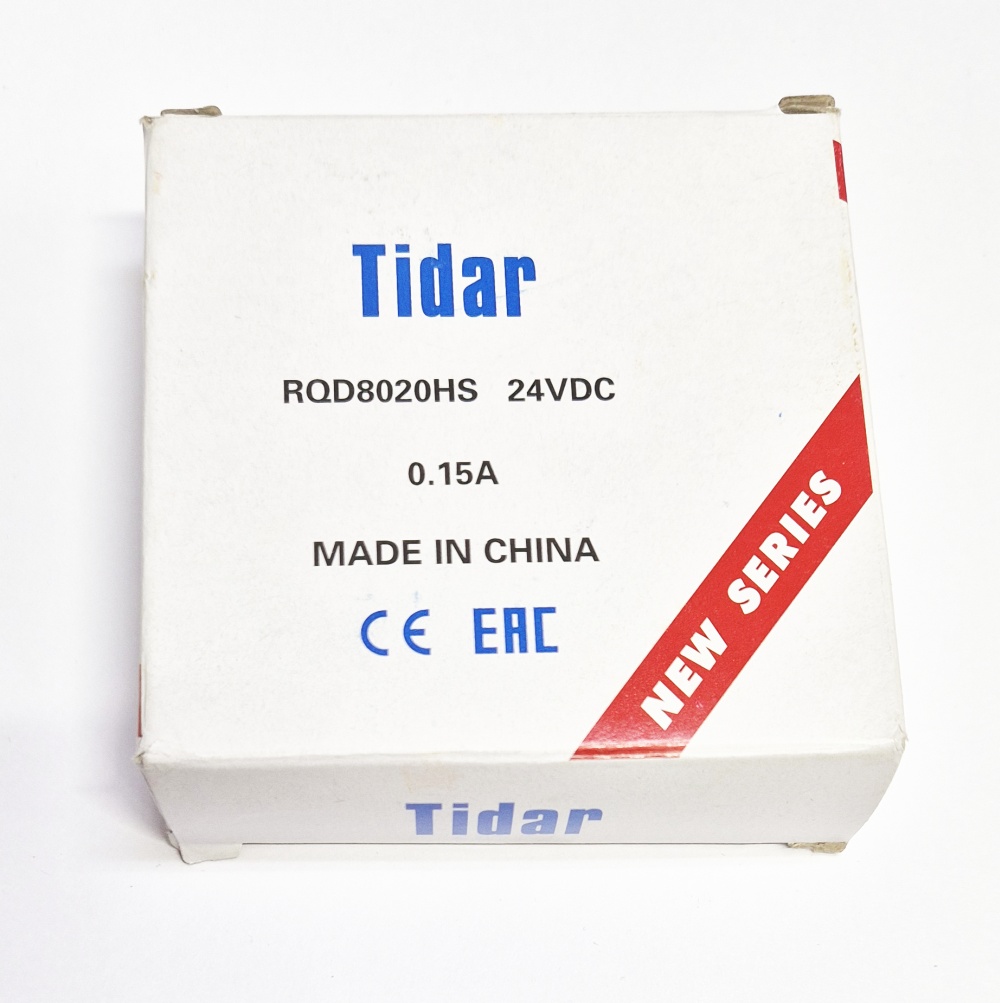 Tidar
RQD8020HS 24VDC
0.15A
MADE IN CHINA
CE EAC
NEW SERIES
Tidar